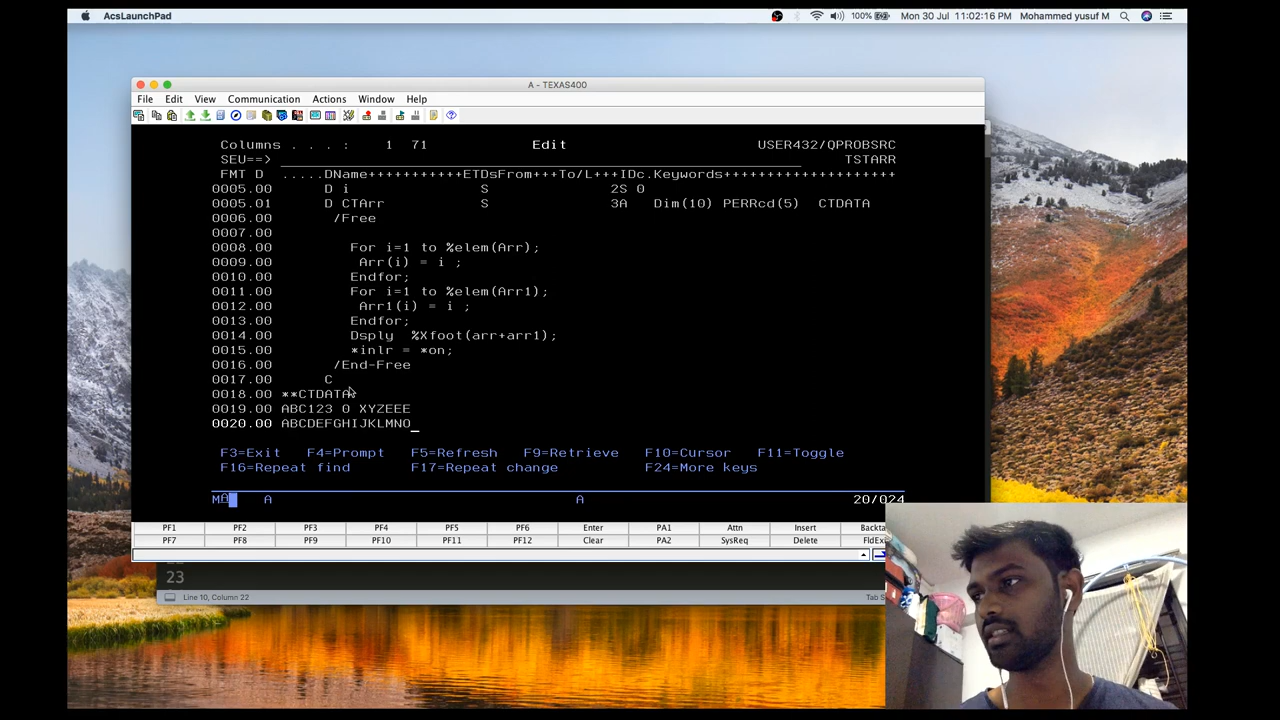 AcsLaunchPad 100% Mon 30 Jul 11:02:16 PM Mohammed yusuf M
A - TEXAS400
File Edit View Communication Actions Window Help
Columns . . . : 1 71 Edit USER432/QPROBSRC
SEU==> TSTARR
FMT D .....DName+++++++++++ETDsFrom+++To/L+++IDc.Keywords++++++++++++++++++++
0005.00 D i S 2S 0
0005.01 D CTArr S 3A Dim(10) PERRcd(5) CTDATA
0006.00 /Free
0007.00
0008.00 For i=1 to %elem(Arr);
0009.00 Arr(i) = i ;
0010.00 Endfor;
0011.00 For i=1 to %elem(Arr1);
0012.00 Arr1(i) = i ;
0013.00 Endfor;
0014.00 Dsply %Xfoot(arr+arr1);
0015.00 *inlr = *on;
0016.00 /End-Free
0017.00 C
0018.00 **CTDATA
0019.00 ABC123 0 XYZEEE
0020.00 ABCDEFGHIJKLMNO_
F3=Exit F4=Prompt F5=Refresh F9=Retrieve F10=Cursor F11=Toggle
F16=Repeat find F17=Repeat change F24=More keys
MA A A 20/024
PF1 PF2 PF3 PF4 PF5 PF6 Enter PA1 Attn Insert Backta
PF7 PF8 PF9 PF10 PF11 PF12 Clear PA2 SysReq Delete FldExi
23
Line 10, Column 22 Tab S